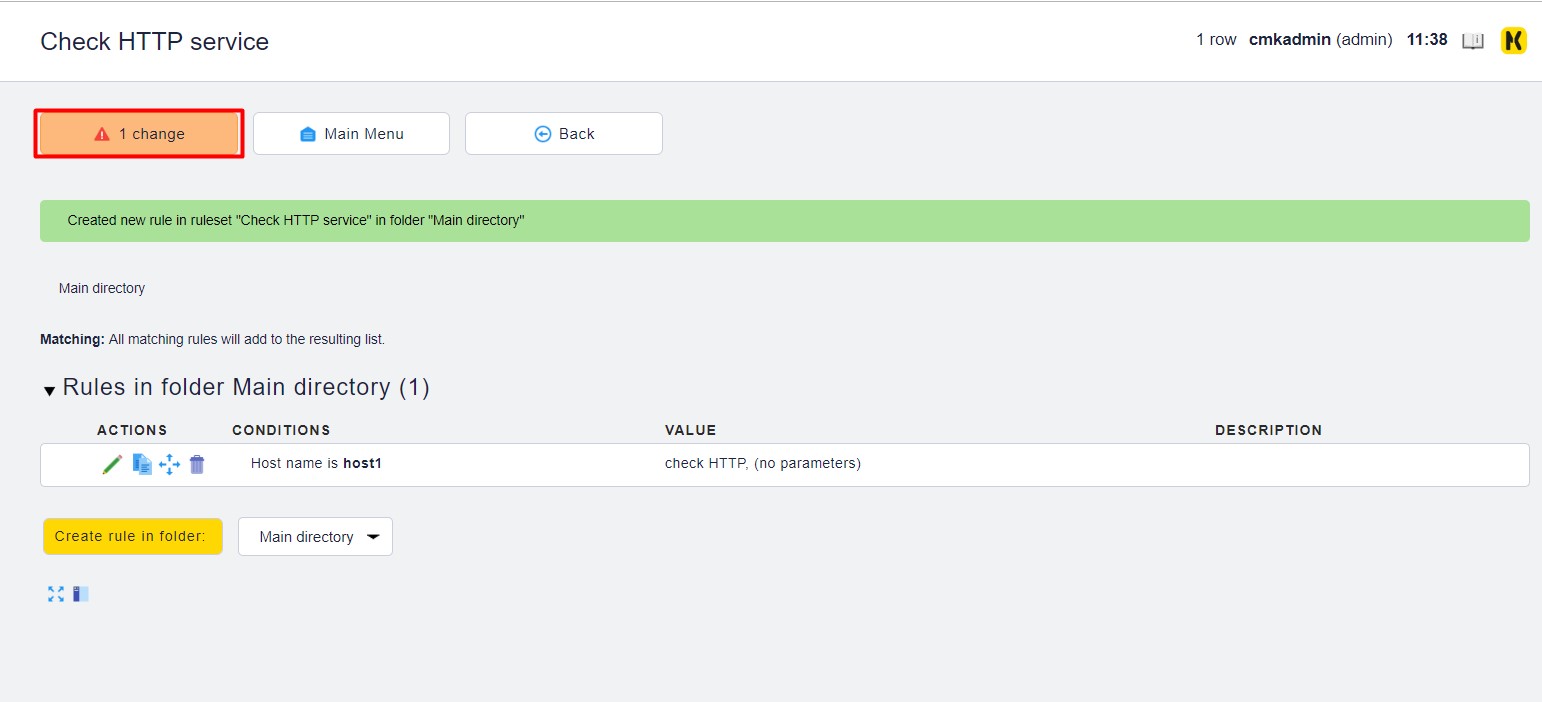 Check HTTP service
1 row cmkadmin (admin) 11:38
1 change Main Menu Back
Created new rule in ruleset "Check HTTP service" in folder "Main directory"
Main directory
Matching: All matching rules will add to the resulting list.
Rules in folder Main directory (1)
ACTIONS CONDITIONS VALUE DESCRIPTION
Host name is host1 check HTTP, (no parameters)
Create rule in folder: Main directory